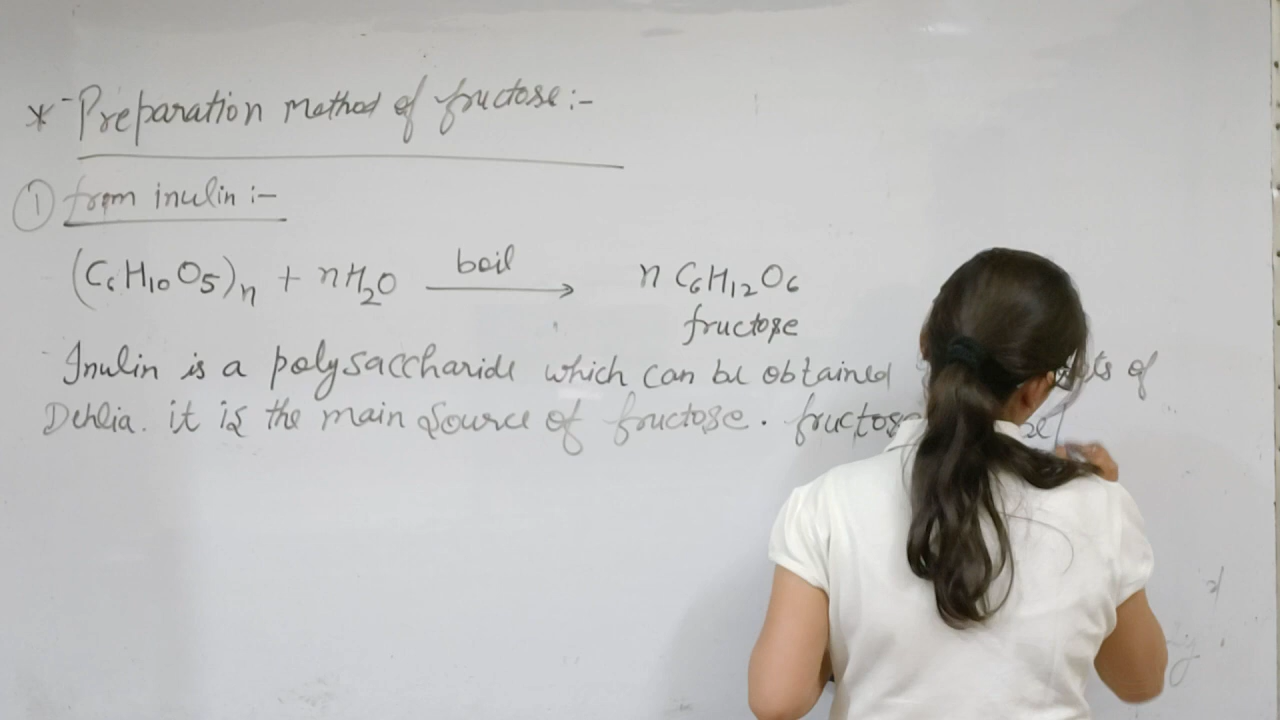 * Preparation method of fructose :-
① from inulin :-
(C6H10O5)n + nH2O boil → n C6H12O6
fructose
Inulin is a polysaccharide which can be obtained of
Dehlia. it is the main source of fructose. fructose